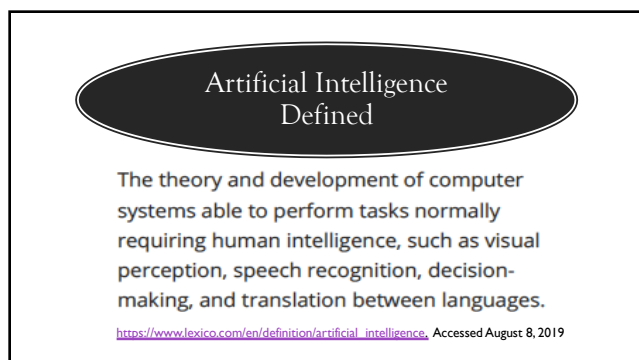 Artificial Intelligence
Defined
The theory and development of computer
systems able to perform tasks normally
requiring human intelligence, such as visual
perception, speech recognition, decision-
making, and translation between languages.
https://www.lexico.com/en/definition/artificial_intelligence. Accessed August 8, 2019